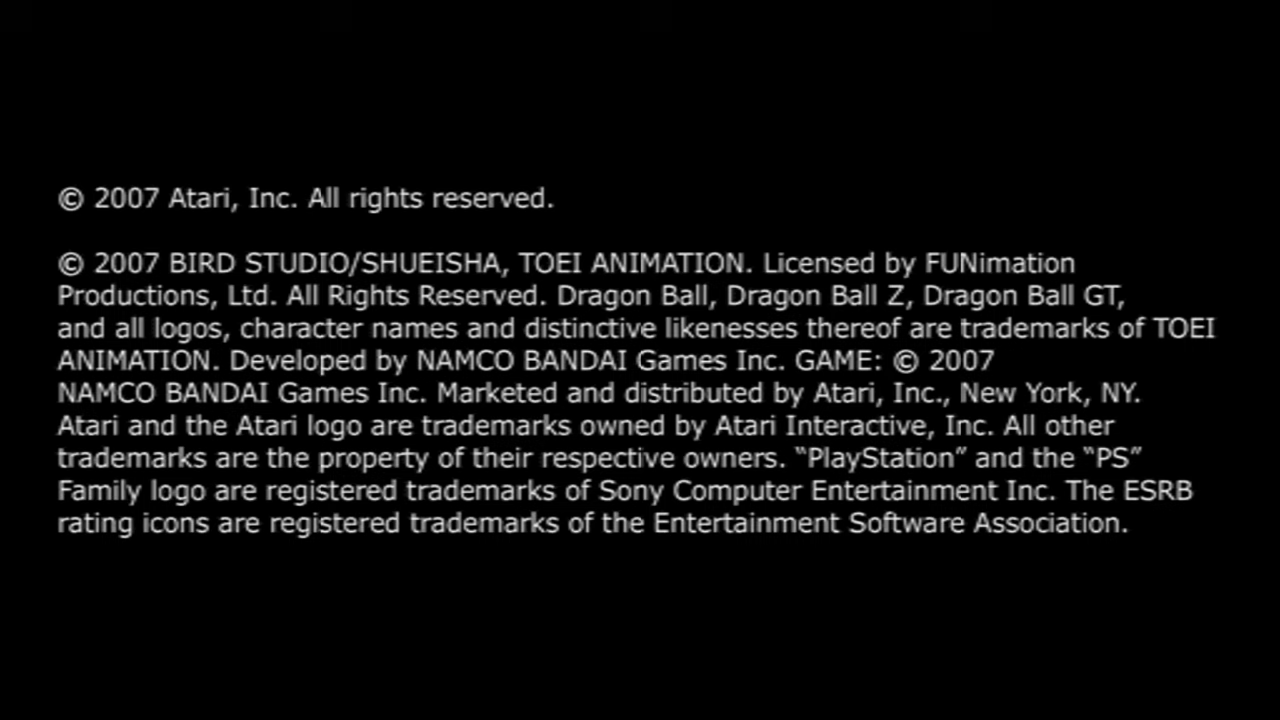 © 2007 Atari, Inc. All rights reserved.
© 2007 BIRD STUDIO/SHUEISHA, TOEI ANIMATION. Licensed by FUNimation
Productions, Ltd. All Rights Reserved. Dragon Ball, Dragon Ball Z, Dragon Ball GT,
and all logos, character names and distinctive likenesses thereof are trademarks of TOEI
ANIMATION. Developed by NAMCO BANDAI Games Inc. GAME: © 2007
NAMCO BANDAI Games Inc. Marketed and distributed by Atari, Inc., New York, NY.
Atari and the Atari logo are trademarks owned by Atari Interactive, Inc. All other
trademarks are the property of their respective owners. “PlayStation” and the “PS”
Family logo are registered trademarks of Sony Computer Entertainment Inc. The ESRB
rating icons are registered trademarks of the Entertainment Software Association.